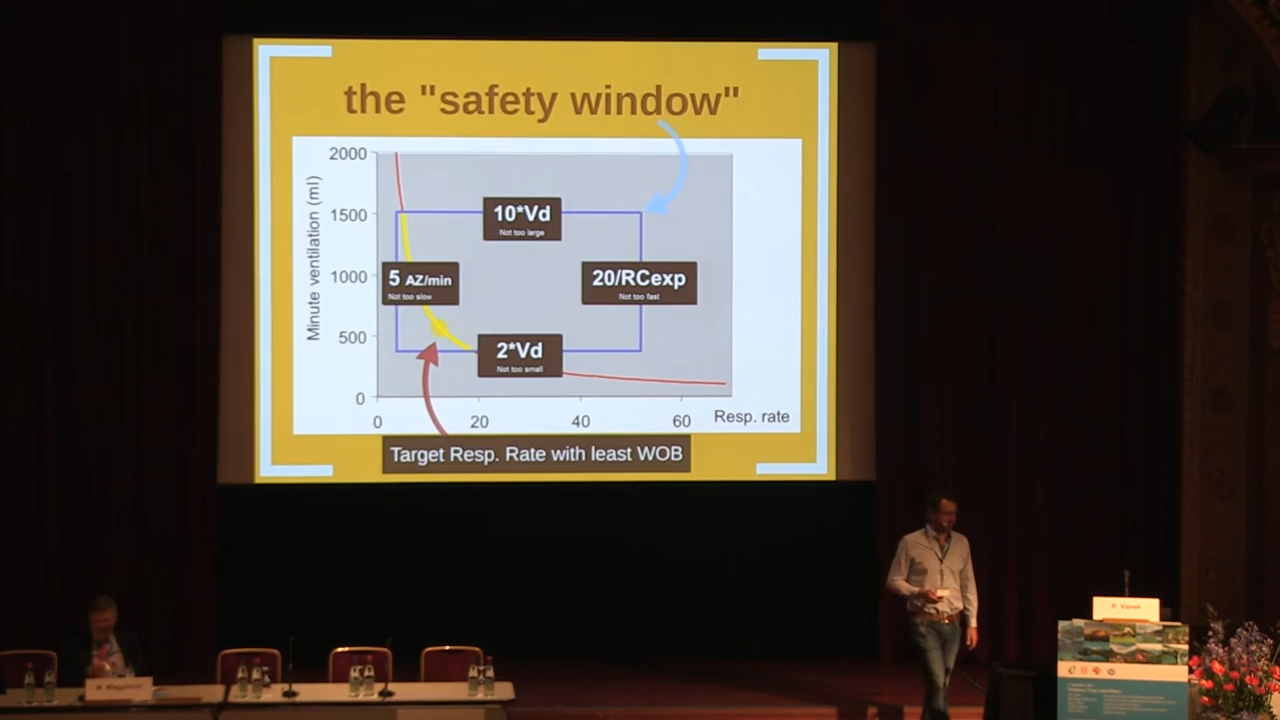 the "safety window"
2000
1500
1000
500
0
Minute ventilation (ml)
10*Vd
Not too large
5 AZ/min
Not too slow
20/RCexp
Not too fast
2*Vd
Not too small
0
20
40
60
Resp. rate
Target Resp. Rate with least WOB
P. Vanek